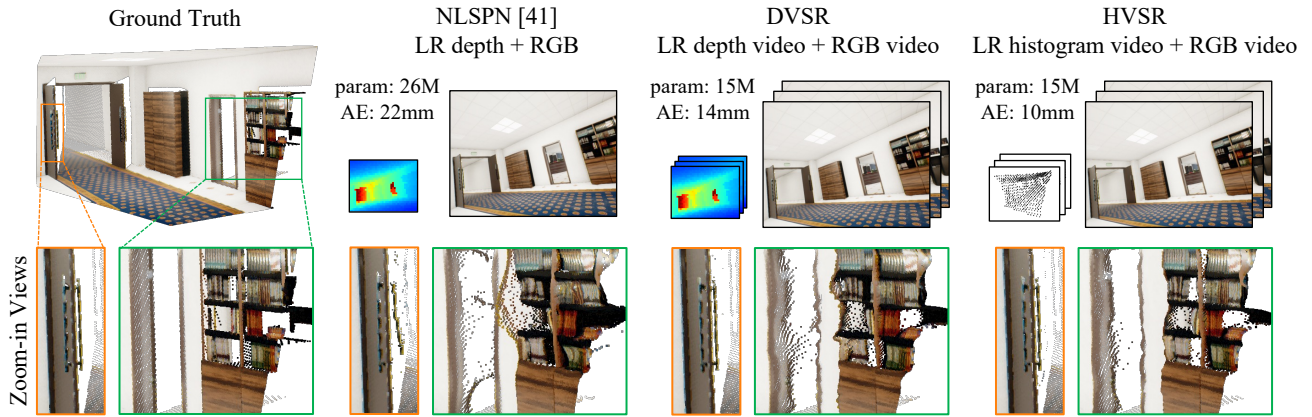 Ground Truth
NLSPN [41]
LR depth + RGB
param: 26M
AE: 22mm
DVSR
LR depth video + RGB video
param: 15M
AE: 14mm
HVSR
LR histogram video + RGB video
param: 15M
AE: 10mm
Zoom-in Views